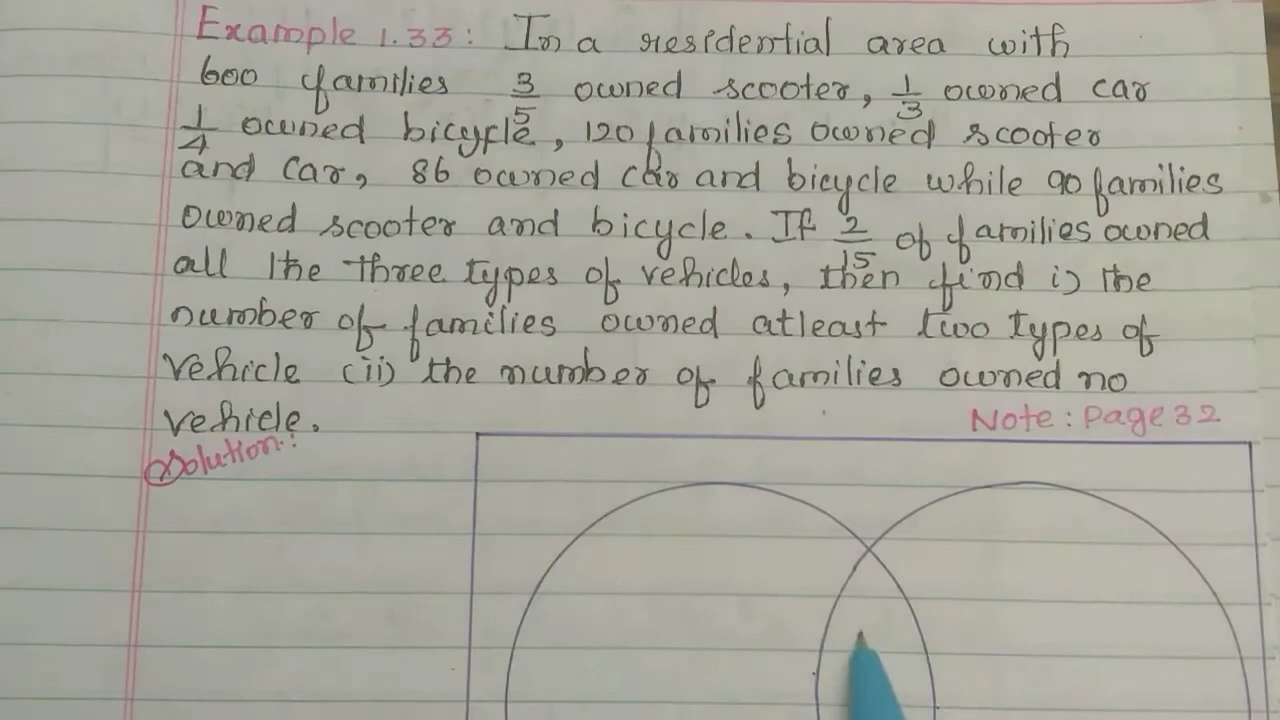 Example 1.33: In a residential area with
600 families 3/5 owned scooter, 1/3 owned car
1/4 owned bicycle, 120 families owned scooter
and car, 86 owned car and bicycle while 90 families
owned scooter and bicycle. If 2/15 of families owned
all the three types of vehicles, then find i) the
number of families owned atleast two types of
vehicle (ii) the number of families owned no
vehicle.
Note: page 32
Solution: